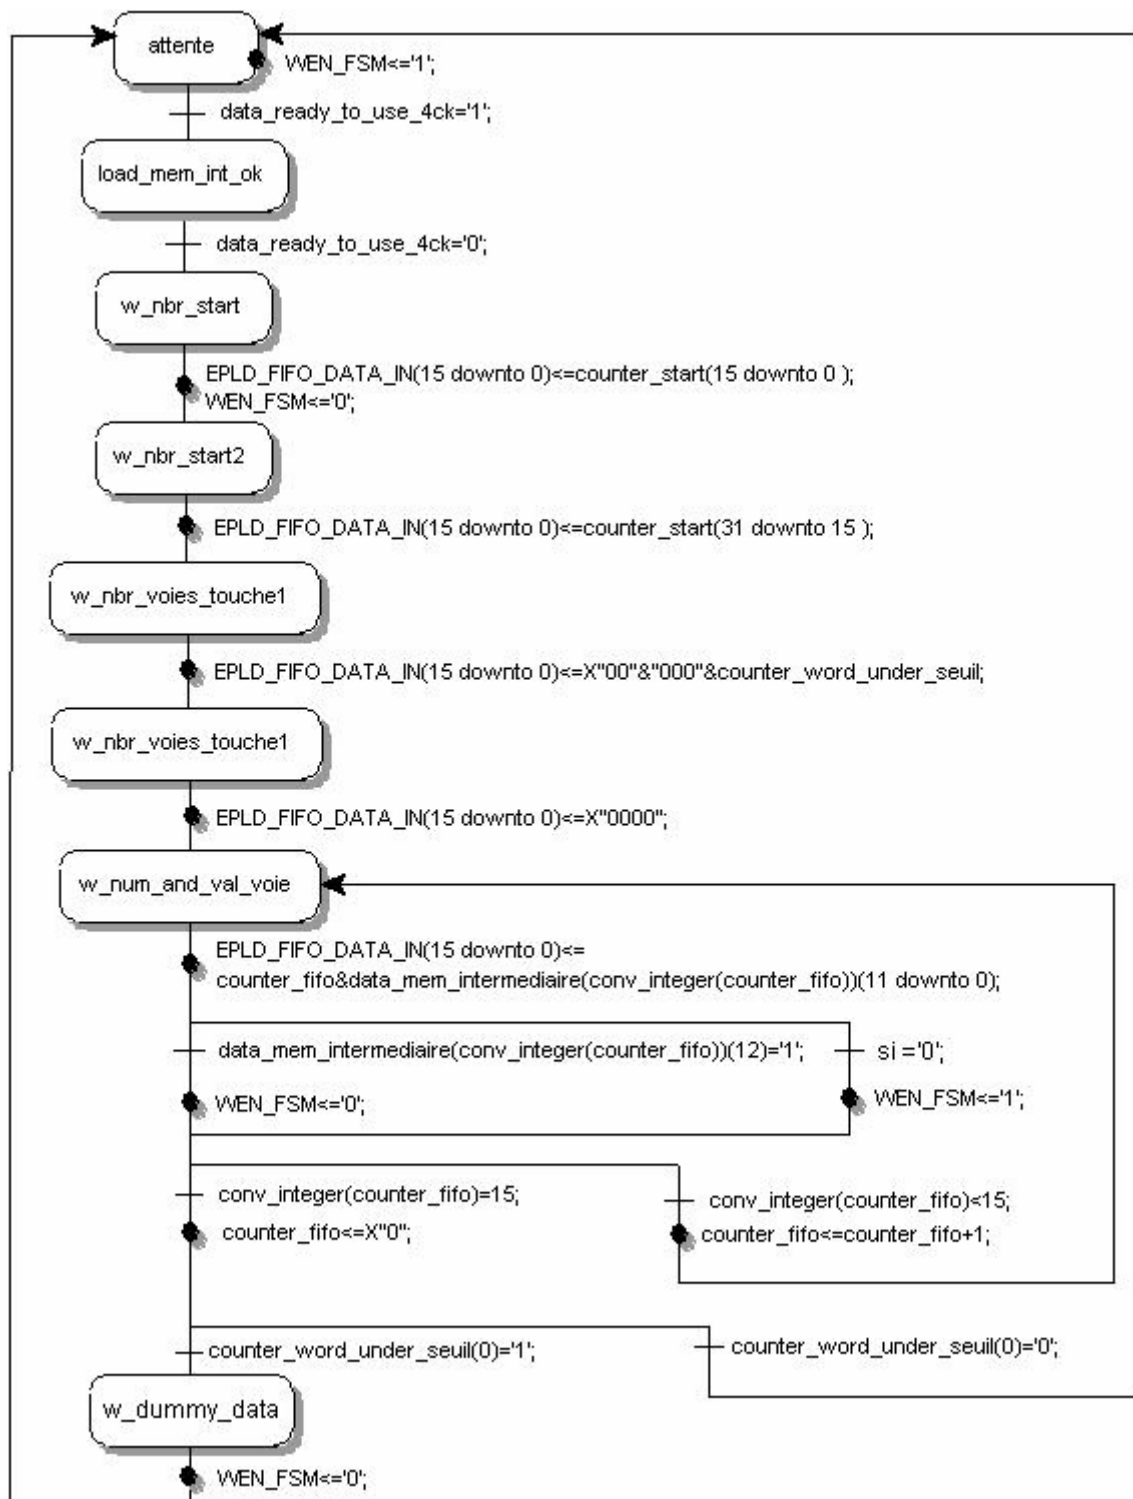 attente
WEN_FSM<='1';
data_ready_to_use_4ck='1';
load_mem_int_ok
data_ready_to_use_4ck='0';
w_nbr_start
EPLD_FIFO_DATA_IN(15 downto 0)<=counter_start(15 downto 0 );
WEN_FSM<='0';
w_nbr_start2
EPLD_FIFO_DATA_IN(15 downto 0)<=counter_start(31 downto 15 );
w_nbr_voies_touche1
EPLD_FIFO_DATA_IN(15 downto 0)<=X"00"&"000"&counter_word_under_seuil;
w_nbr_voies_touche1
EPLD_FIFO_DATA_IN(15 downto 0)<=X"0000";
w_num_and_val_voie
EPLD_FIFO_DATA_IN(15 downto 0)<=
counter_fifo&data_mem_intermediaire(conv_integer(counter_fifo))(11 downto 0);
data_mem_intermediaire(conv_integer(counter_fifo))(12)='1';
si ='0';
WEN_FSM<='0';
WEN_FSM<='1';
conv_integer(counter_fifo)=15;
conv_integer(counter_fifo)<15;
counter_fifo<=X"0";
counter_fifo<=counter_fifo+1;
counter_word_under_seuil(0)='1';
counter_word_under_seuil(0)='0';
w_dummy_data
WEN_FSM<='0';